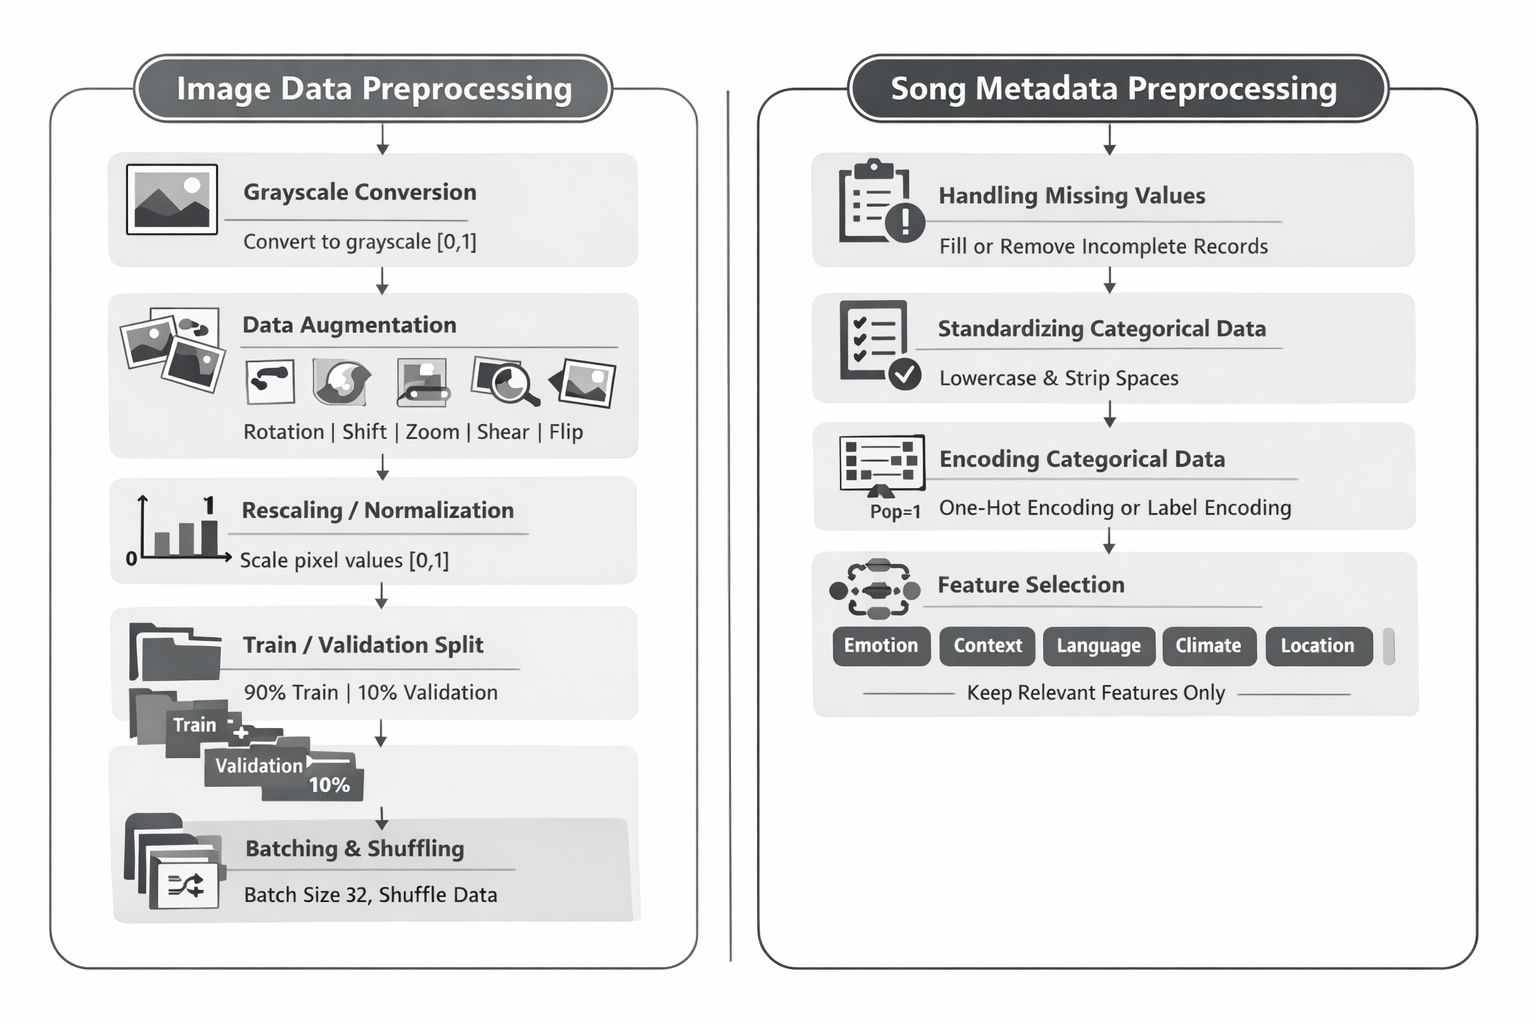 Image Data Preprocessing
Grayscale Conversion
Convert to grayscale [0,1]
Data Augmentation
Rotation | Shift | Zoom | Shear | Flip
1
0
Rescaling / Normalization
Scale pixel values [0,1]
Train / Validation Split
90% Train | 10% Validation
Train
Validation
10%
Batching & Shuffling
Batch Size 32, Shuffle Data
Song Metadata Preprocessing
Handling Missing Values
Fill or Remove Incomplete Records
Standardizing Categorical Data
Lowercase & Strip Spaces
Encoding Categorical Data
Pop=1
One-Hot Encoding or Label Encoding
Feature Selection
Emotion Context Language Climate Location
Keep Relevant Features Only